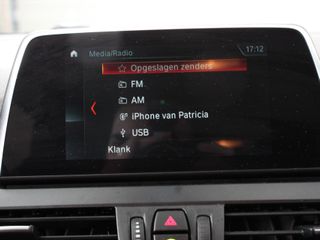 Media/Radio 17:12
Opgeslagen zenders
FM
AM
iPhone van Patricia
USB
Klank